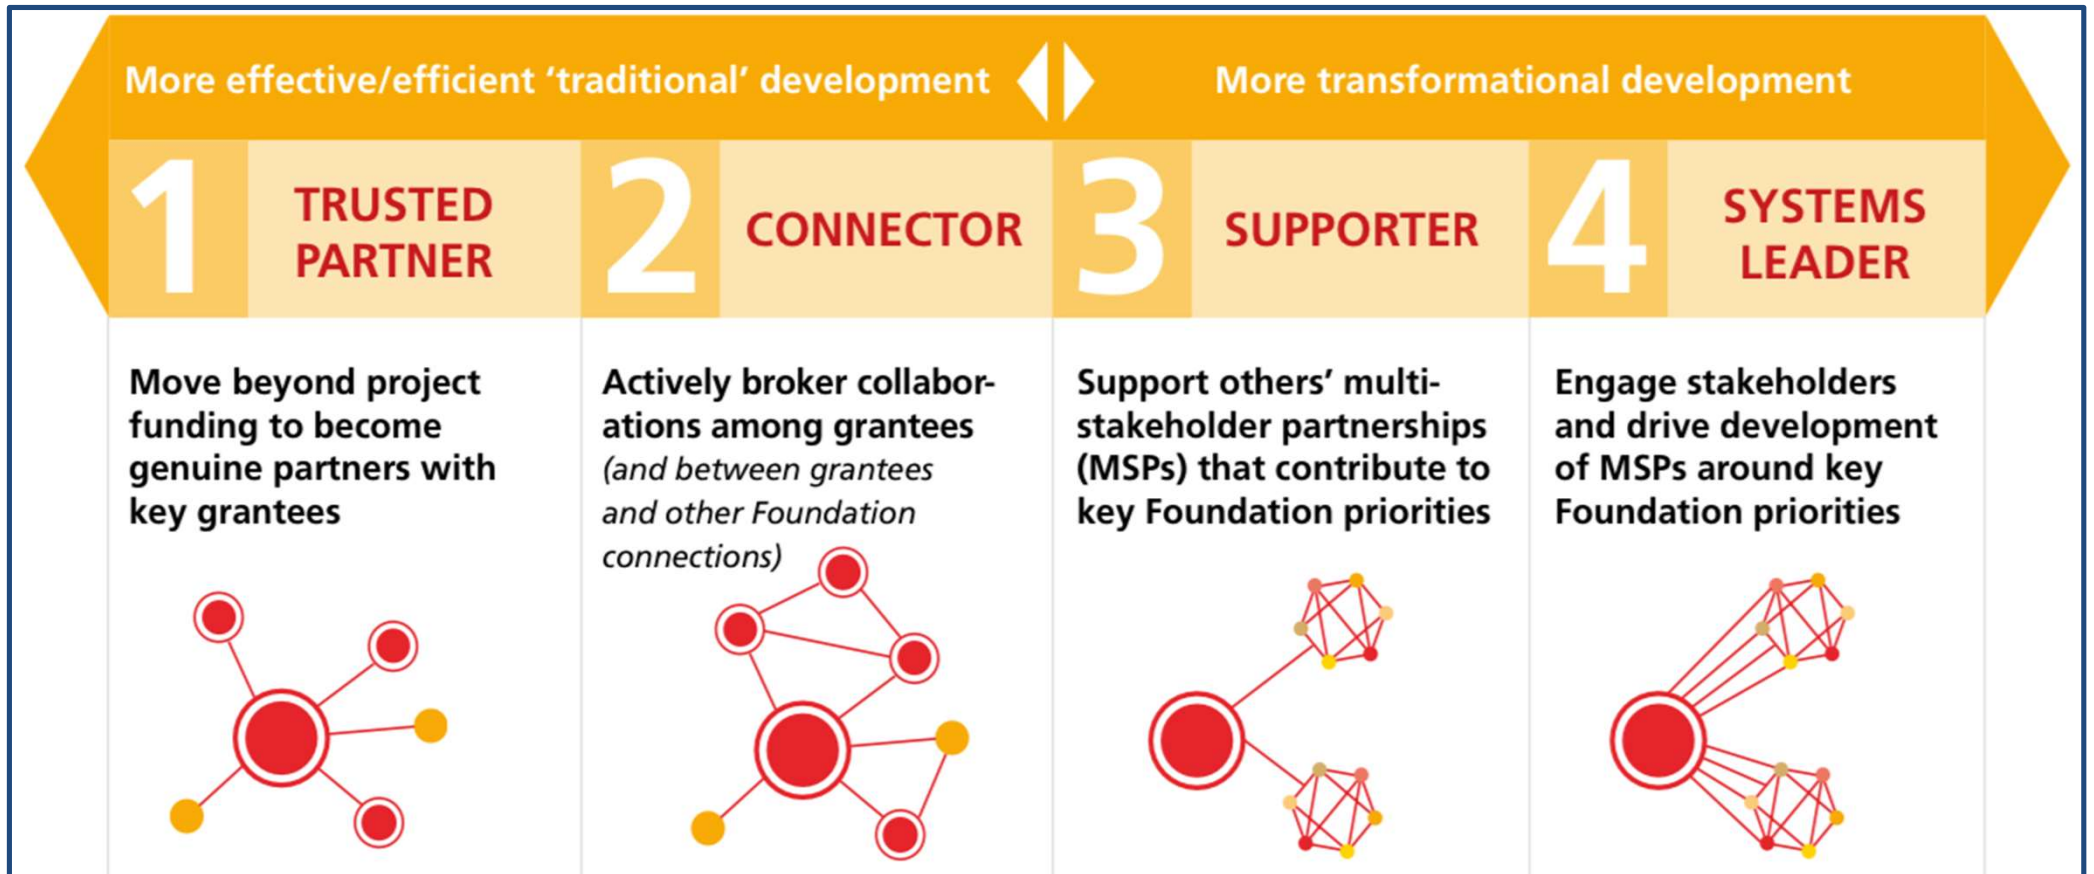 More effective/efficient ‘traditional’ development
More transformational development
1
TRUSTED
PARTNER
2
CONNECTOR
3
SUPPORTER
4
SYSTEMS
LEADER
Move beyond project
funding to become
genuine partners with
key grantees
Actively broker collabor-
ations among grantees
(and between grantees
and other Foundation
connections)
Support others’ multi-
stakeholder partnerships
(MSPs) that contribute to
key Foundation priorities
Engage stakeholders
and drive development
of MSPs around key
Foundation priorities